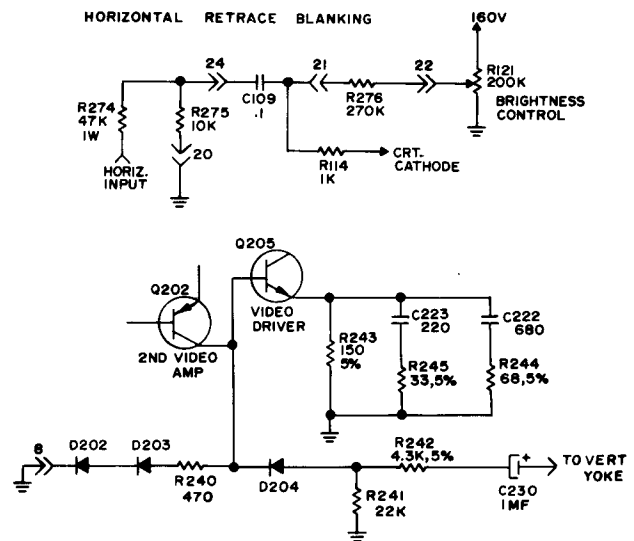 HORIZONTAL RETRACE BLANKING
160V
24
21
22
R121
200K
BRIGHTNESS
CONTROL
C109
.1
R276
270K
R274
47K
1W
R275
10K
20
HORIZ.
INPUT
R114
1K
CRT.
CATHODE
Q205
Q202
VIDEO
DRIVER
2ND VIDEO
AMP
R243
150
5%
C223
220
C222
680
R245
33,5%
R244
68,5%
8
D202
D203
R240
470
D204
R242
4.3K,5%
R241
22K
+
C230
1MF
TO VERT
YOKE